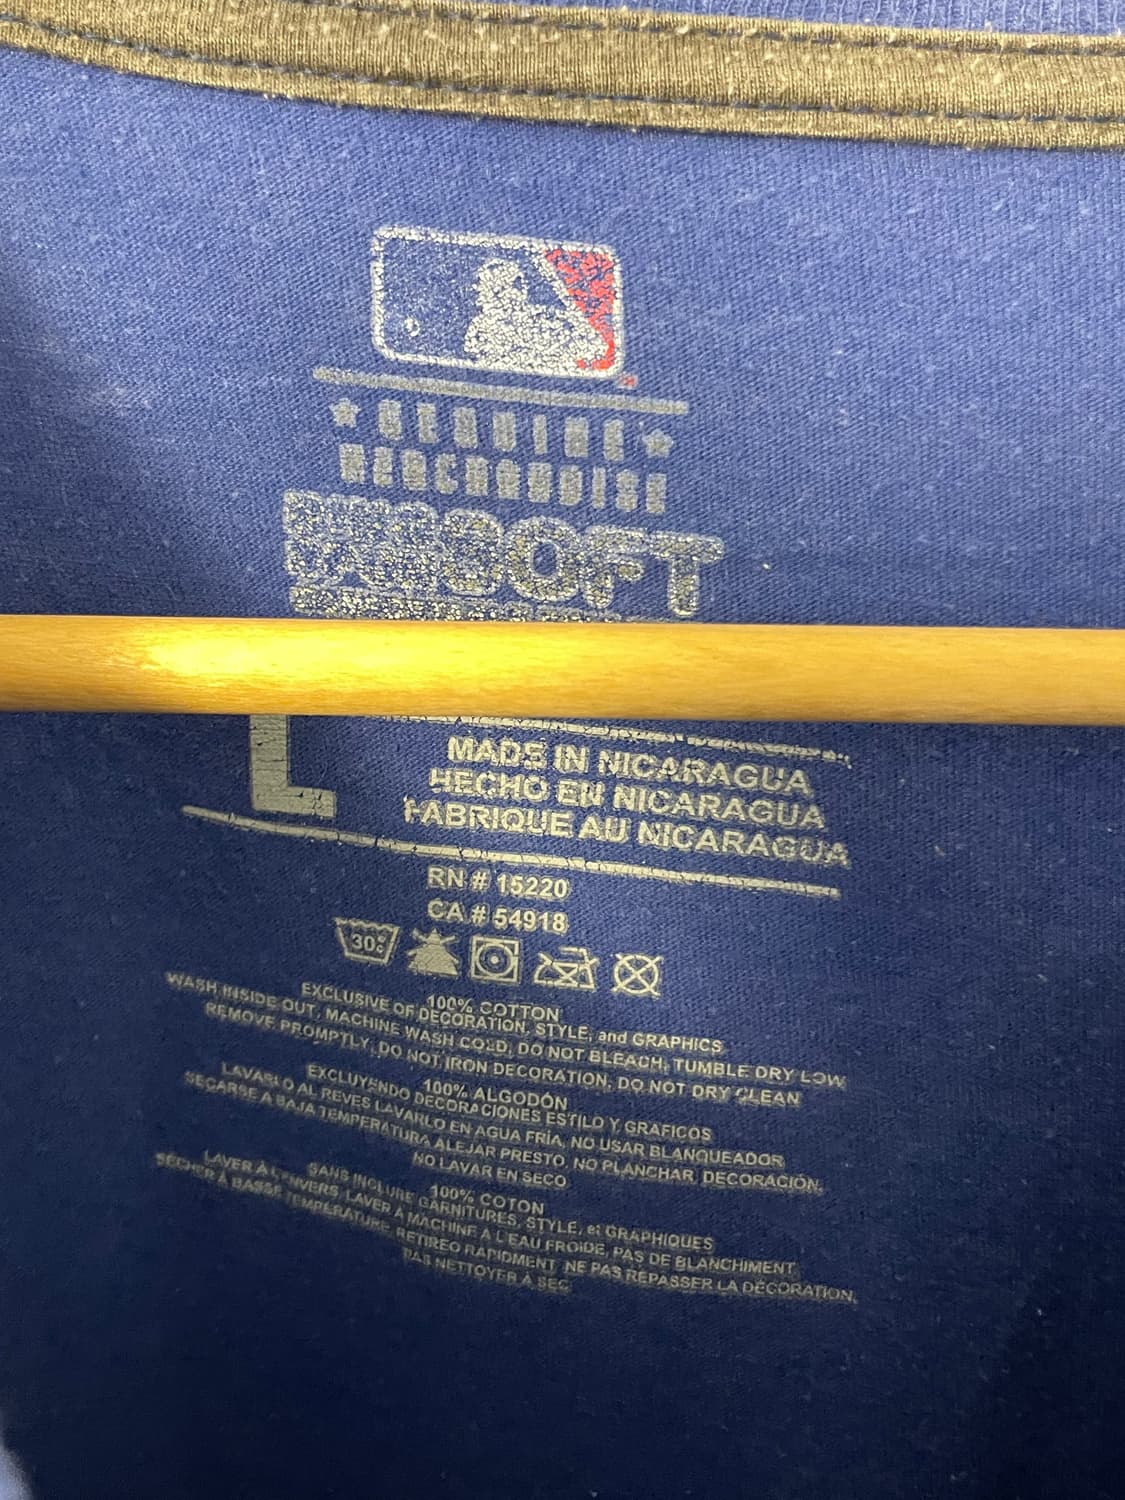 GENUINE
MERCHANDISE
SOFT
L
MADE IN NICARAGUA
HECHO EN NICARAGUA
FABRIQUE AU NICARAGUA
RN # 15220
CA # 54918
30°
100% COTTON
EXCLUSIVE OF DECORATION, STYLE, and GRAPHICS
WASH INSIDE OUT, MACHINE WASH COLD, DO NOT BLEACH, TUMBLE DRY LOW
REMOVE PROMPTLY, DO NOT IRON DECORATION, DO NOT DRY CLEAN
100% ALGODÓN
EXCLUYENDO DECORACIONES ESTILO Y GRAFICOS
LAVARLO AL REVES LAVARLO EN AGUA FRÍA, NO USAR BLANQUEADOR
SECARSE A BAJA TEMPERATURA ALEJAR PRESTO, NO PLANCHAR DECORACIÓN,
NO LAVAR EN SECO
100% COTON
SANS INCLURE GARNITURES, STYLE, et GRAPHIQUES
LAVER À L'ENVERS, LAVER À MACHINE À L'EAU FROIDE, PAS DE BLANCHIMENT
SÉCHER À BASSE TEMPERATURE, RETIREO RAPIDMENT, NE PAS REPASSER LA DÉCORATION,
PAS NETTOYER À SEC